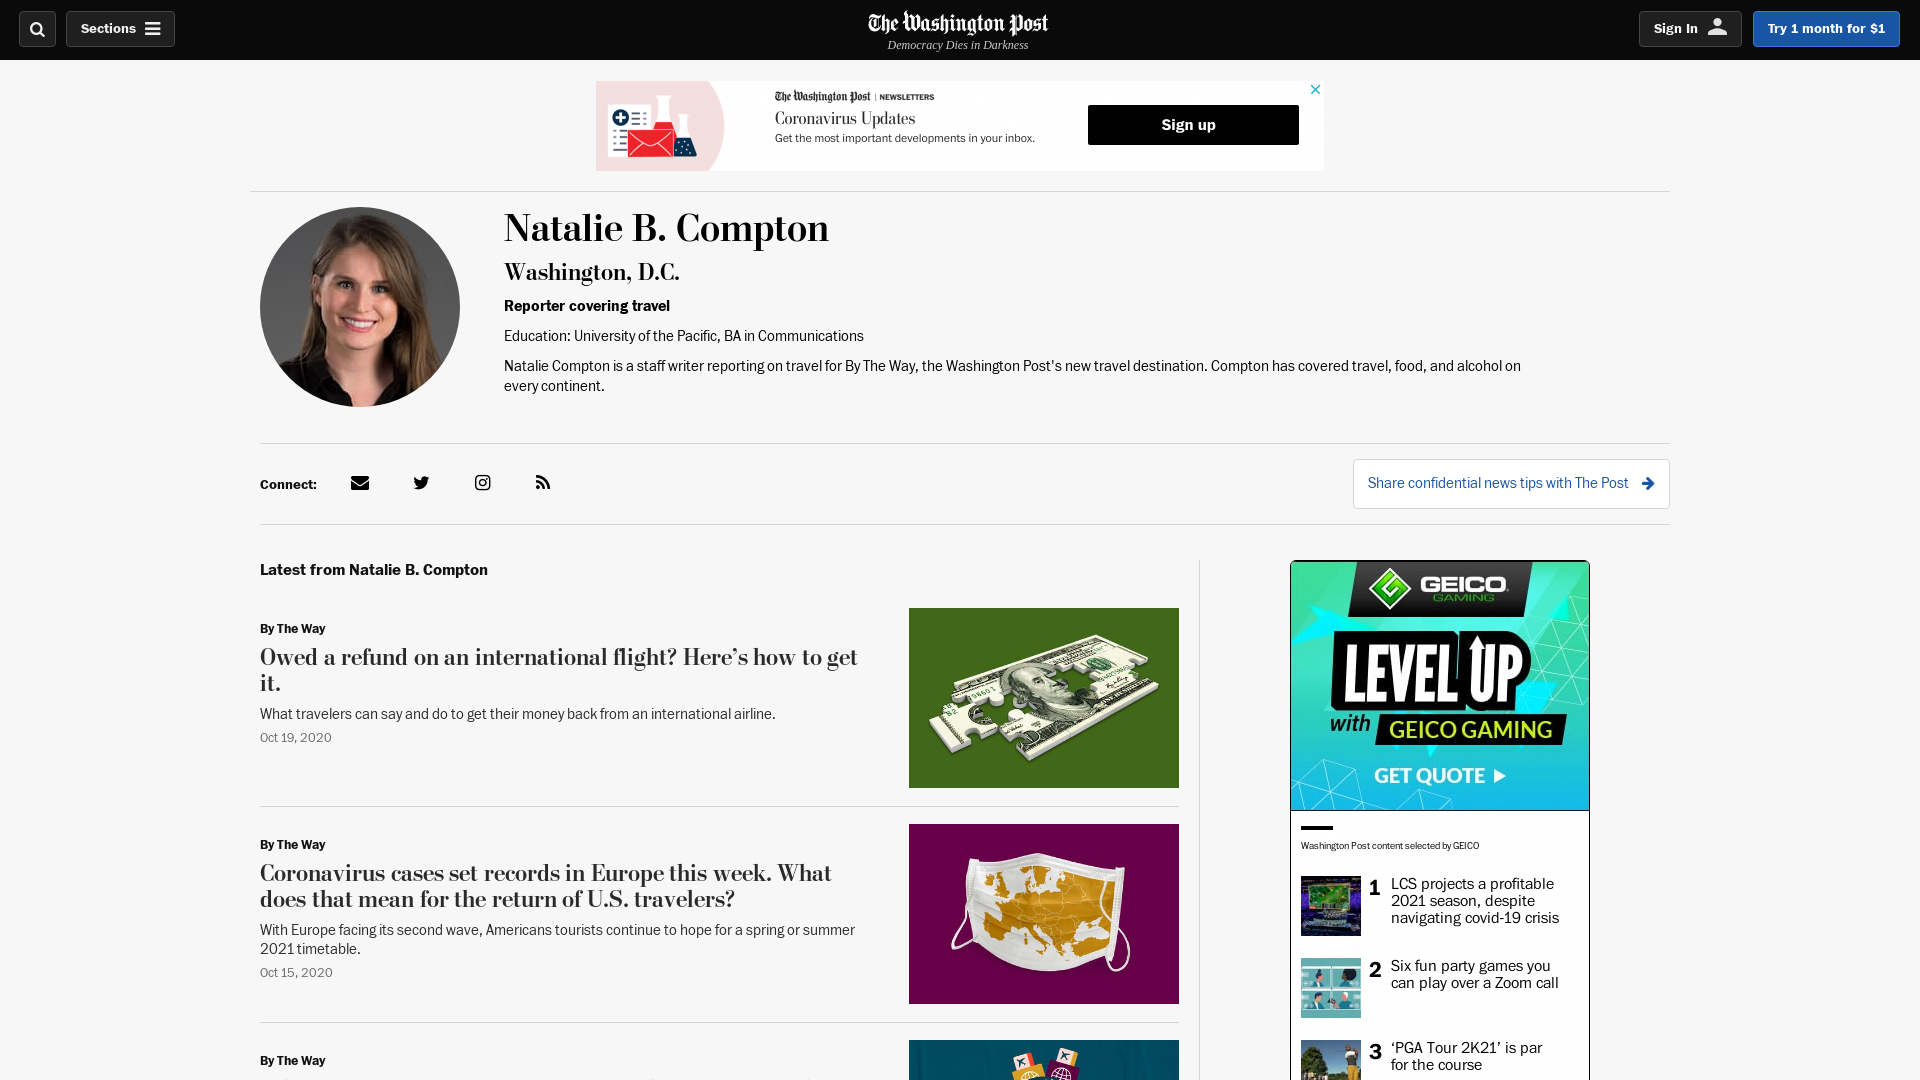 Sections
The Washington Post
Democracy Dies in Darkness
Sign In
Try 1 month for $1
The Washington Post | NEWSLETTERS
Coronavirus Updates
Get the most important developments in your inbox.
Sign up
Natalie B. Compton
Washington, D.C.
Reporter covering travel
Education: University of the Pacific, BA in Communications
Natalie Compton is a staff writer reporting on travel for By The Way, the Washington Post's new travel destination. Compton has covered travel, food, and alcohol on
every continent.
Connect:
Share confidential news tips with The Post
Latest from Natalie B. Compton
By The Way
Owed a refund on an international flight? Here’s how to get
it.
What travelers can say and do to get their money back from an international airline.
Oct 19, 2020
By The Way
Coronavirus cases set records in Europe this week. What
does that mean for the return of U.S. travelers?
With Europe facing its second wave, Americans tourists continue to hope for a spring or summer
2021 timetable.
Oct 15, 2020
By The Way
GEICO
GAMING
LEVEL UP
with GEICO GAMING
GET QUOTE
Washington Post content selected by GEICO
1 LCS projects a profitable
2021 season, despite
navigating covid-19 crisis
2 Six fun party games you
can play over a Zoom call
3 ‘PGA Tour 2K21’ is par
for the course